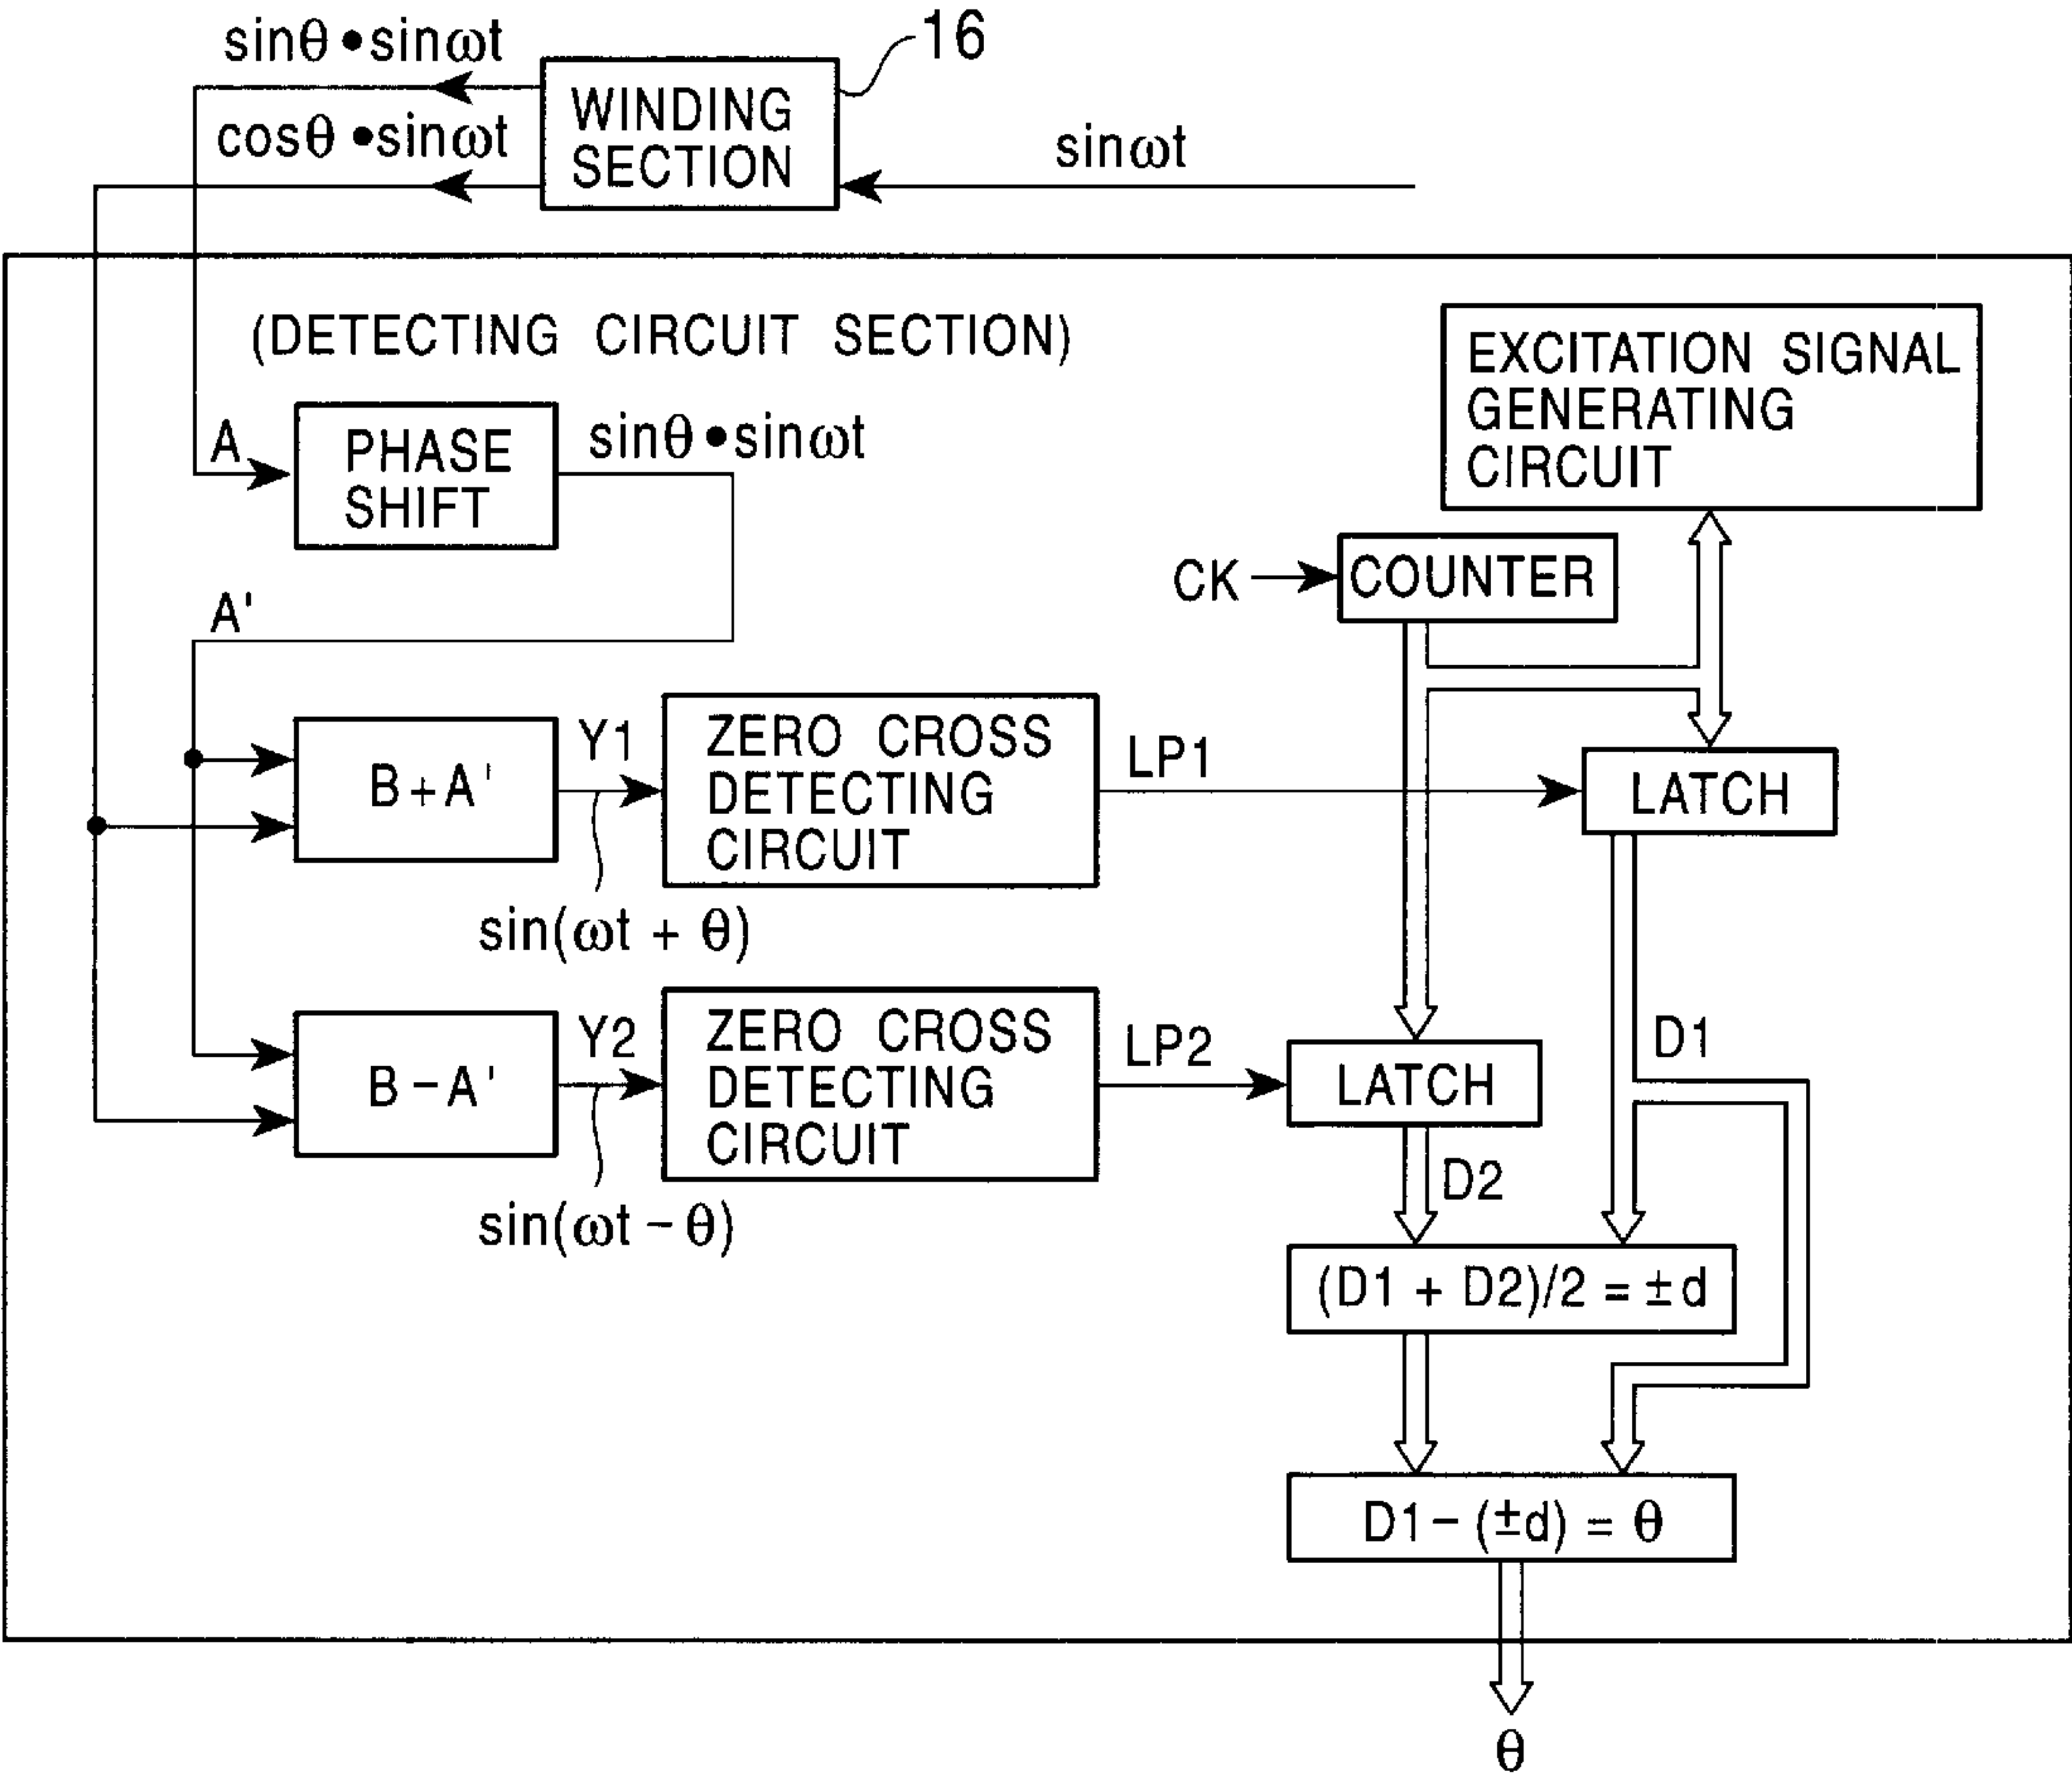 sinθ•sinωt
16
WINDING
SECTION
cosθ•sinωt
sinωt
(DETECTING CIRCUIT SECTION)
EXCITATION SIGNAL
GENERATING
CIRCUIT
A
PHASE
SHIFT
sinθ•sinωt
CK
COUNTER
A'
B+A'
Y1
ZERO CROSS
DETECTING
CIRCUIT
LP1
LATCH
sin(ωt + θ)
B-A'
Y2
ZERO CROSS
DETECTING
CIRCUIT
LP2
LATCH
D1
D2
sin(ωt - θ)
(D1 + D2)/2 = ±d
D1- (±d) = θ
θ